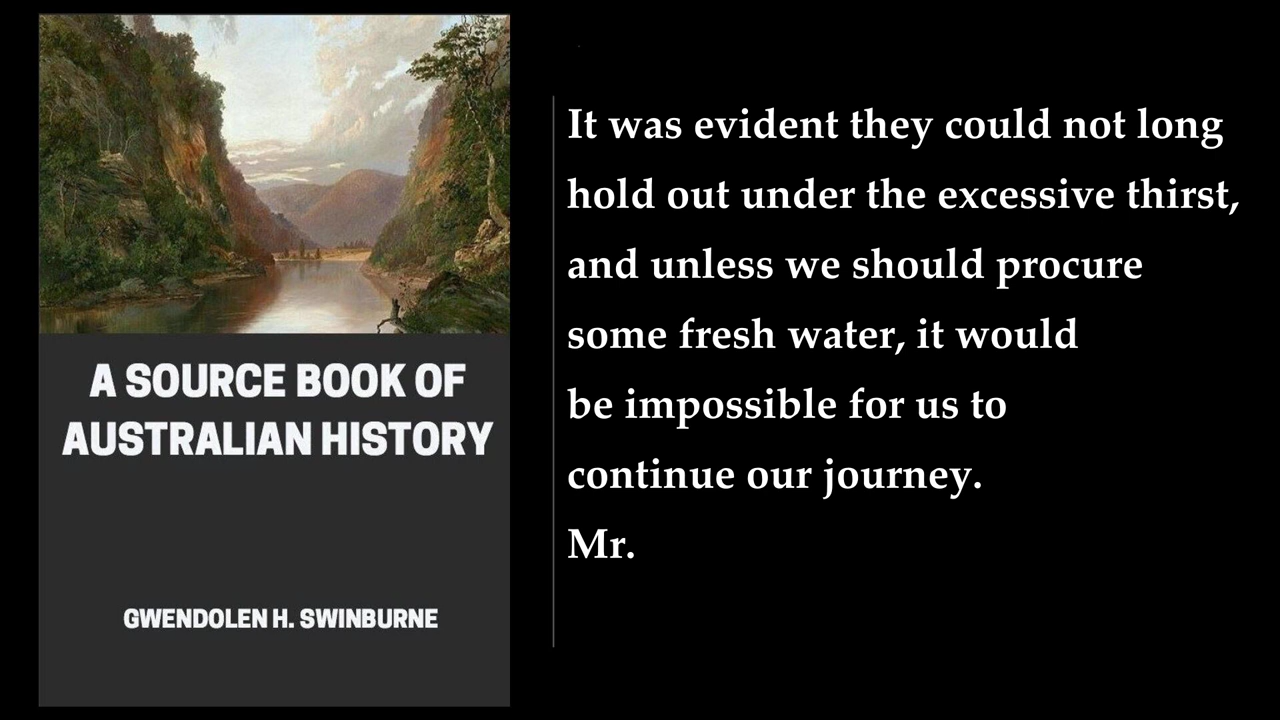 A SOURCE BOOK OF
AUSTRALIAN HISTORY
GWENDOLEN H. SWINBURNE
It was evident they could not long
hold out under the excessive thirst,
and unless we should procure
some fresh water, it would
be impossible for us to
continue our journey.
Mr.